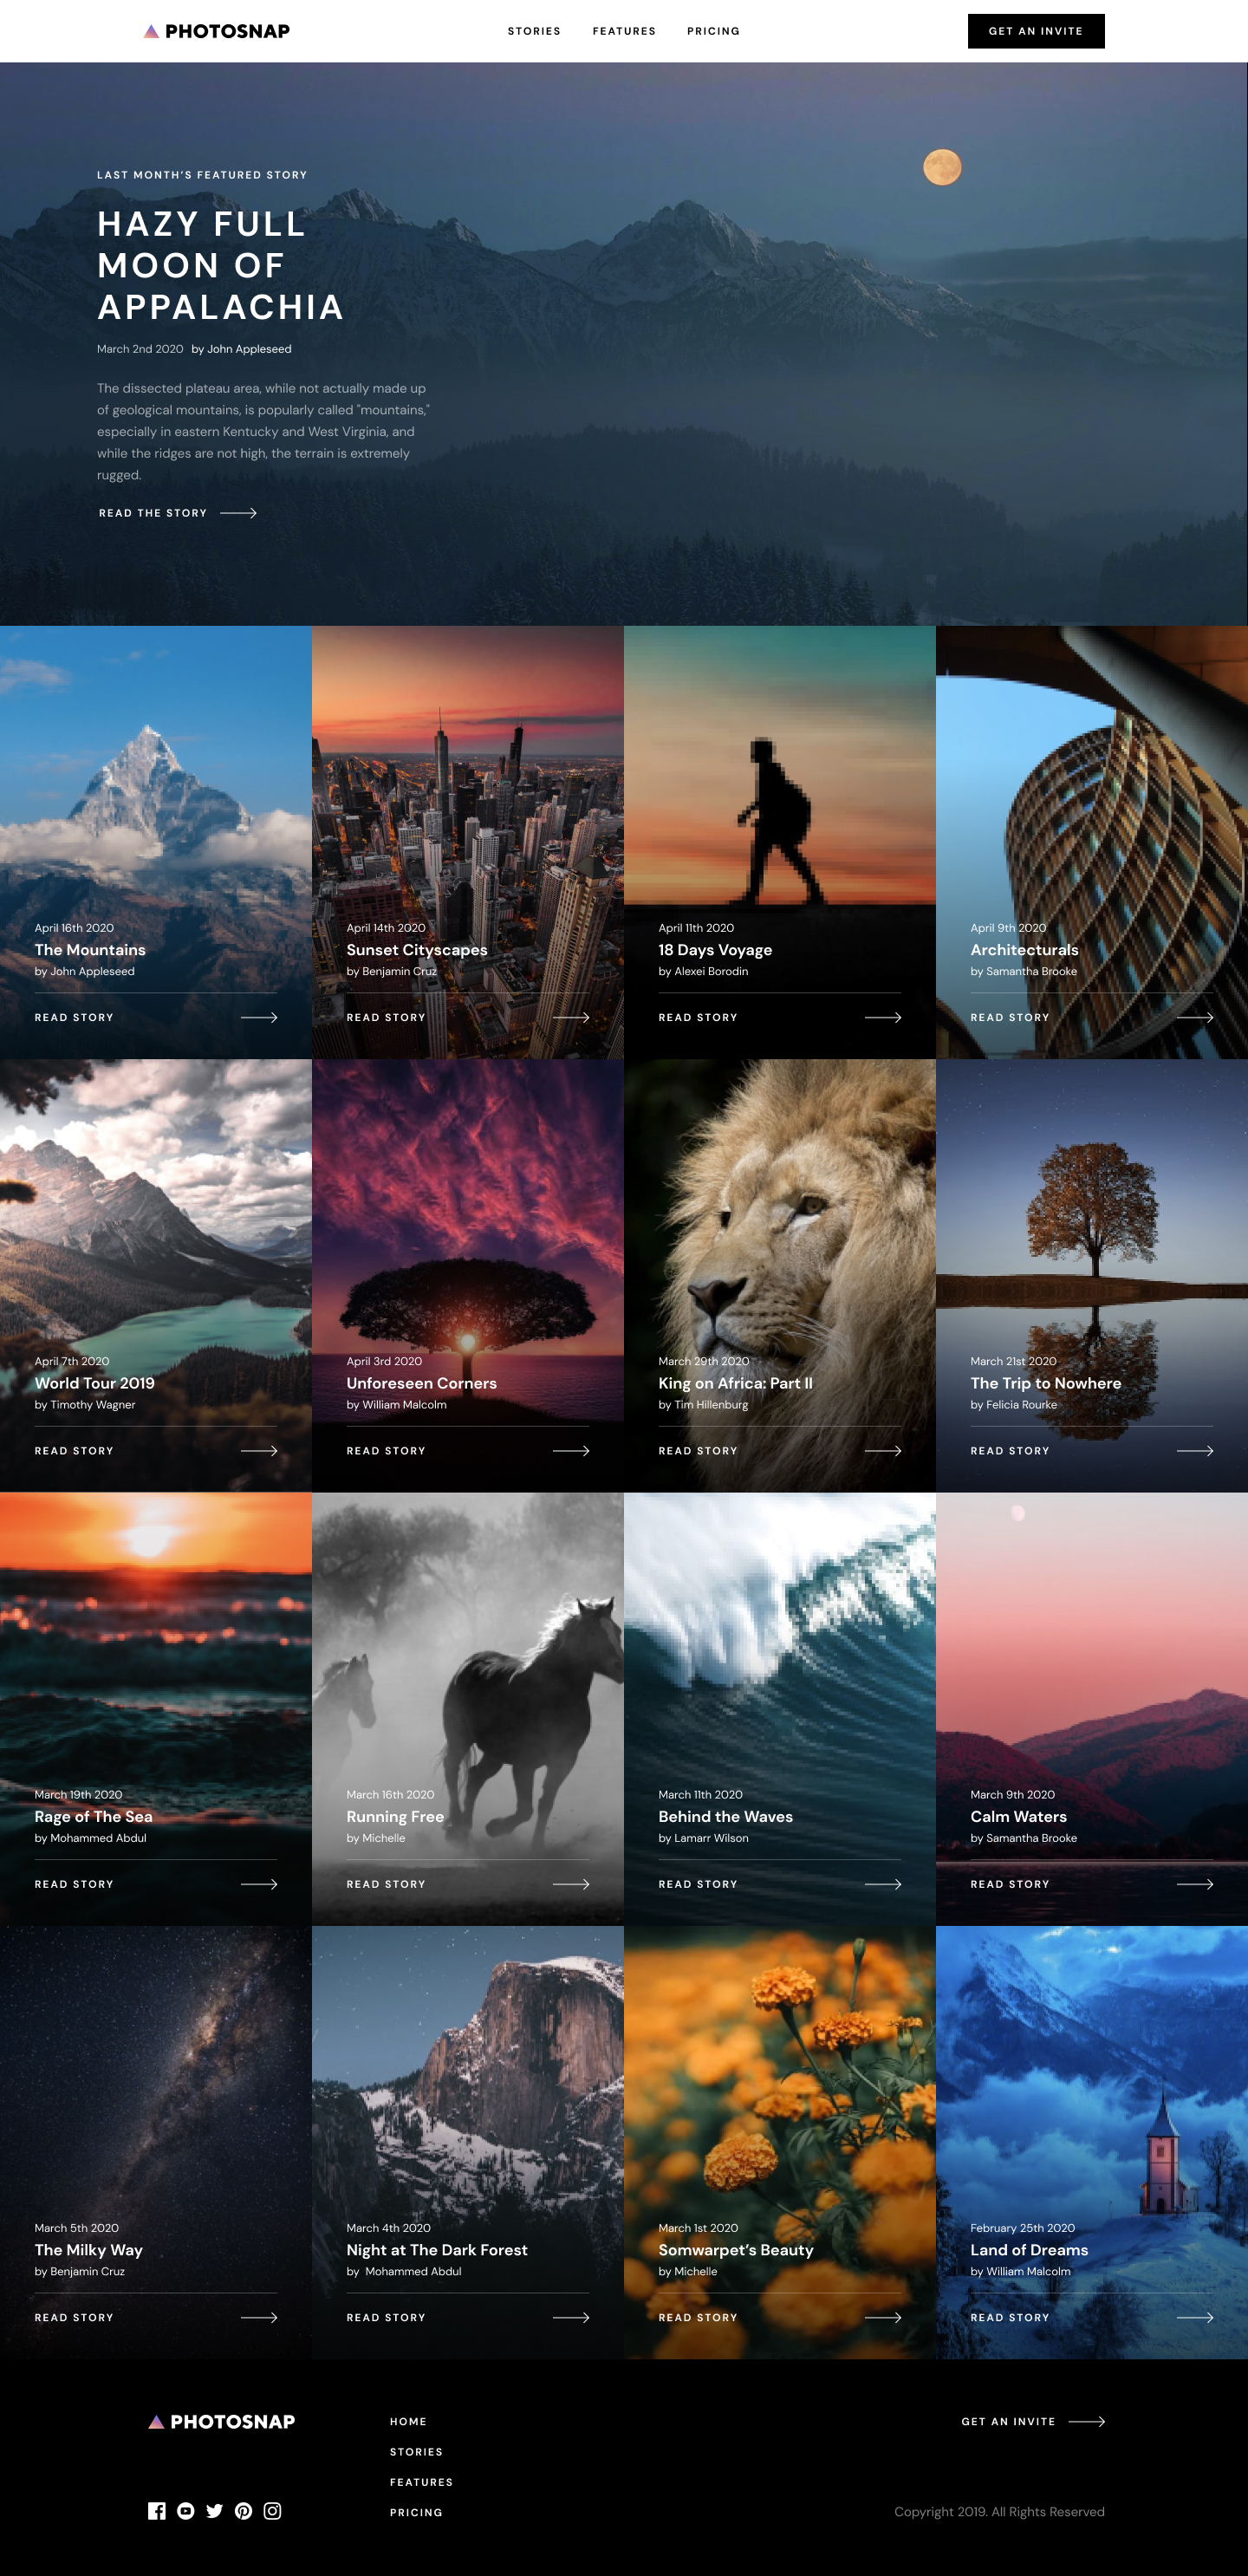 PHOTOSNAP
STORIES FEATURES PRICING
GET AN INVITE
LAST MONTH’S FEATURED STORY
HAZY FULL
MOON OF
APPALACHIA
March 2nd 2020 by John Appleseed
The dissected plateau area, while not actually made up
of geological mountains, is popularly called "mountains,"
especially in eastern Kentucky and West Virginia, and
while the ridges are not high, the terrain is extremely
rugged.
READ THE STORY
April 16th 2020
The Mountains
by John Appleseed
READ STORY
April 14th 2020
Sunset Cityscapes
by Benjamin Cruz
READ STORY
April 11th 2020
18 Days Voyage
by Alexei Borodin
READ STORY
April 9th 2020
Architecturals
by Samantha Brooke
READ STORY
April 7th 2020
World Tour 2019
by Timothy Wagner
READ STORY
April 3rd 2020
Unforeseen Corners
by William Malcolm
READ STORY
March 29th 2020
King on Africa: Part II
by Tim Hillenburg
READ STORY
March 21st 2020
The Trip to Nowhere
by Felicia Rourke
READ STORY
March 19th 2020
Rage of The Sea
by Mohammed Abdul
READ STORY
March 16th 2020
Running Free
by Michelle
READ STORY
March 11th 2020
Behind the Waves
by Lamarr Wilson
READ STORY
March 9th 2020
Calm Waters
by Samantha Brooke
READ STORY
March 5th 2020
The Milky Way
by Benjamin Cruz
READ STORY
March 4th 2020
Night at The Dark Forest
by Mohammed Abdul
READ STORY
March 1st 2020
Somwarpet’s Beauty
by Michelle
READ STORY
February 25th 2020
Land of Dreams
by William Malcolm
READ STORY
PHOTOSNAP
HOME
STORIES
FEATURES
PRICING
GET AN INVITE
Copyright 2019. All Rights Reserved